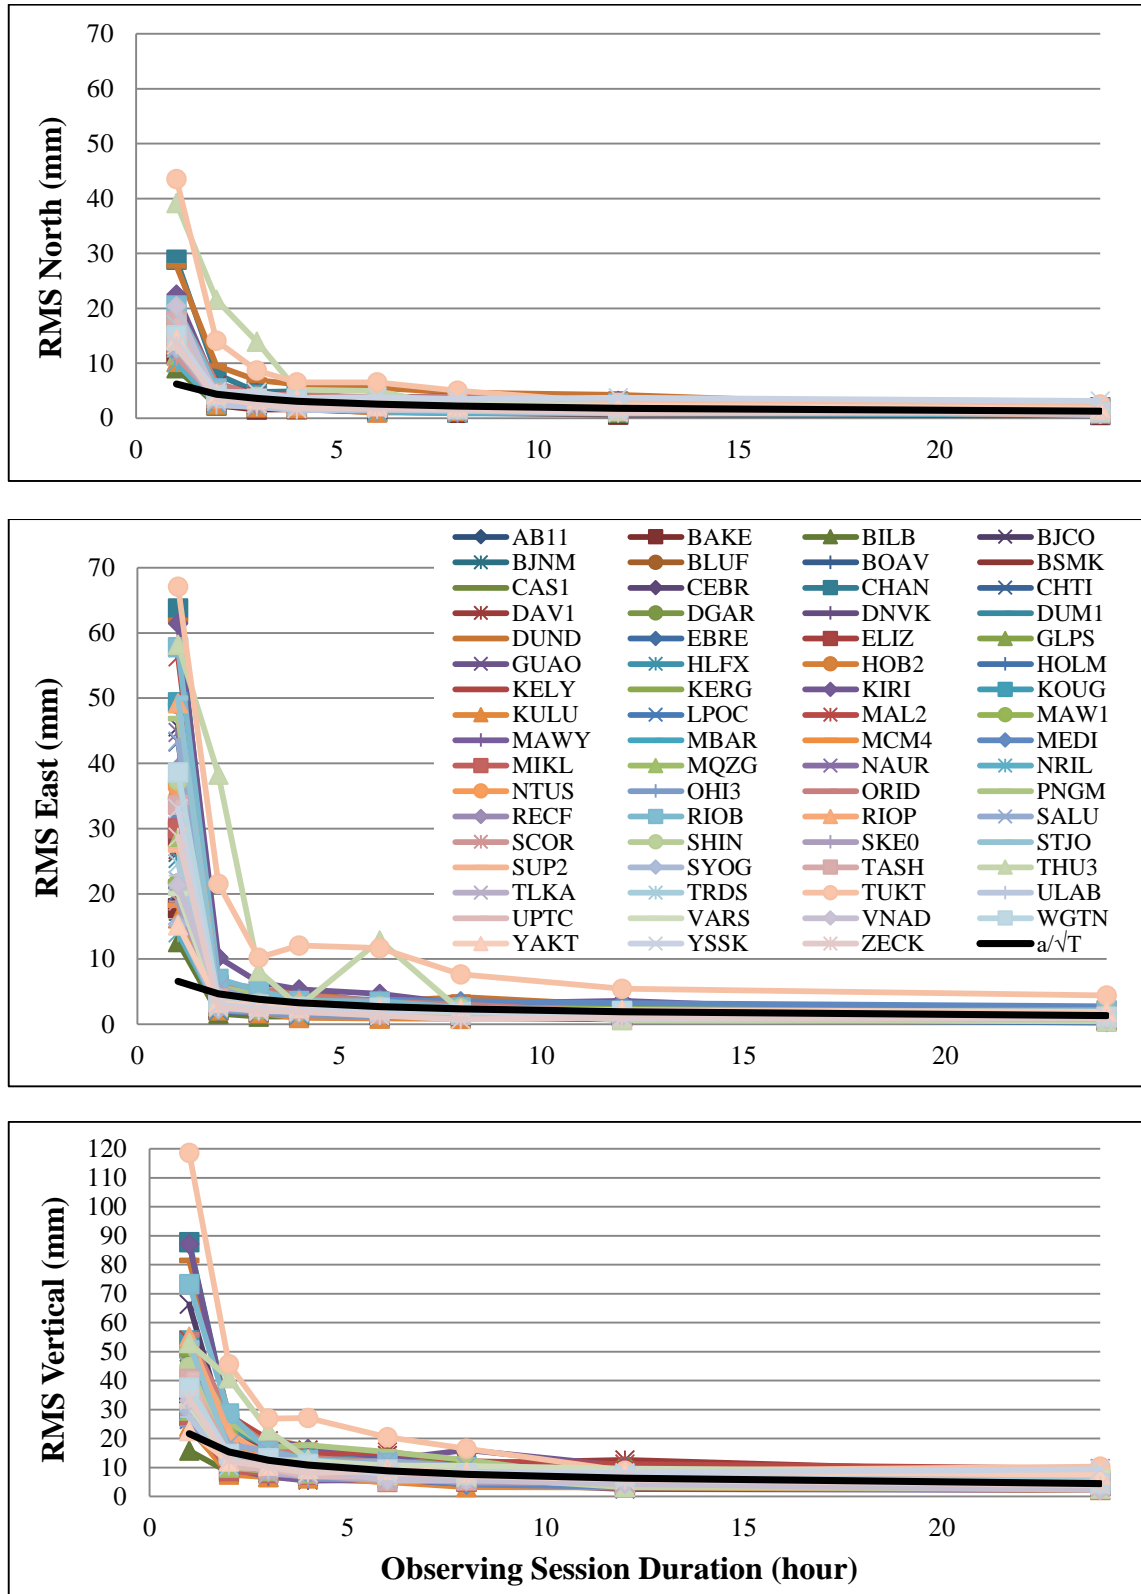 70
60
50
40
30
20
10
0
0 5 10 15 20
RMS North (mm)
AB11 BAKE BILB BJCO
BJNM BLUF BOAV BSMK
CAS1 CEBR CHAN CHTI
DAV1 DGAR DNVK DUM1
DUND EBRE ELIZ GLPS
GUAO HLFX HOB2 HOLM
KELY KERG KIRI KOUG
KULU LPOC MAL2 MAW1
MAWY MBAR MCM4 MEDI
MIKL MQZG NAUR NRIL
NTUS OHI3 ORID PNGM
RECF RIOB RIOP SALU
SCOR SHIN SKE0 STJO
SUP2 SYOG TASH THU3
TLKA TRDS TUKT ULAB
UPTC VARS VNAD WGTN
YAKT YSSK ZECK a/√T
70
60
50
40
30
20
10
0
0 5 10 15 20
RMS East (mm)
120
110
100
90
80
70
60
50
40
30
20
10
0
0 5 10 15 20
RMS Vertical (mm)
Observing Session Duration (hour)